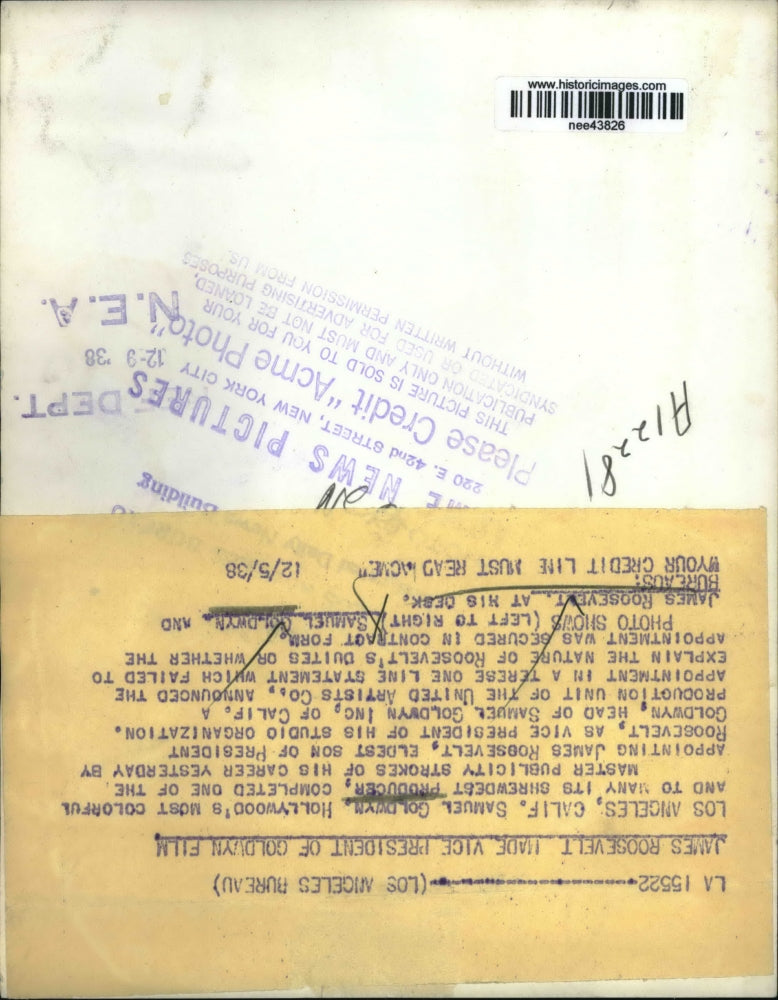 www.historicimages.com
nee43826
N.E.A.
DEPT.
12-9 '38
NEWS PICTURES
220 E. 42nd STREET, NEW YORK CITY
Please Credit "Acme Photo"
THIS PICTURE IS SOLD TO YOU FOR YOUR
PUBLICATION ONLY AND MUST NOT BE LOANED,
SYNDICATED OR USED FOR ADVERTISING PURPOSES
WITHOUT WRITTEN PERMISSION FROM US.
Building
LA 15522 (LOS ANGELES BUREAU)
JAMES ROOSEVELT MADE VICE PRESIDENT OF GOLDWYN FILM
LOS ANGELES, CALIF. SAMUEL GOLDWYN, HOLLYWOOD'S MOST COLORFUL
AND TO MANY ITS SHREWDEST PRODUCER, COMPLETED ONE OF THE
MASTER PUBLICITY STROKES OF HIS CAREER YESTERDAY BY
APPOINTING JAMES ROOSEVELT, ELDEST SON OF PRESIDENT
ROOSEVELT, AS VICE PRESIDENT OF HIS STUDIO ORGANIZATION.
GOLDWYN, HEAD OF SAMUEL GOLDWYN INC, OF CALIF. A
PRODUCTION UNIT OF THE UNITED ARTISTS CO., ANNOUNCED THE
APPOINTMENT IN A TERESE ONE LINE STATEMENT WHICH FAILED TO
EXPLAIN THE NATURE OF ROOSEVELT'S DUITES OR WHETHER THE
APPOINTMENT WAS SECURED IN CONTRACT FORM.
PHOTO SHOWS (LEFT TO RIGHT) SAMUEL GOLDWYN, AND
JAMES ROOSEVELT, AT HIS DESK.
BUREAUS:
WYOUR CREDIT LINE MUST READ "ACME" 12/5/38